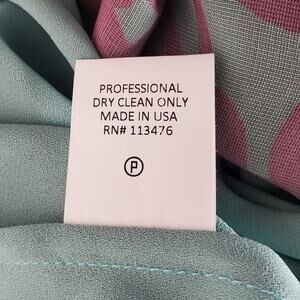 PROFESSIONAL
DRY CLEAN ONLY
MADE IN USA
RN# 113476
P